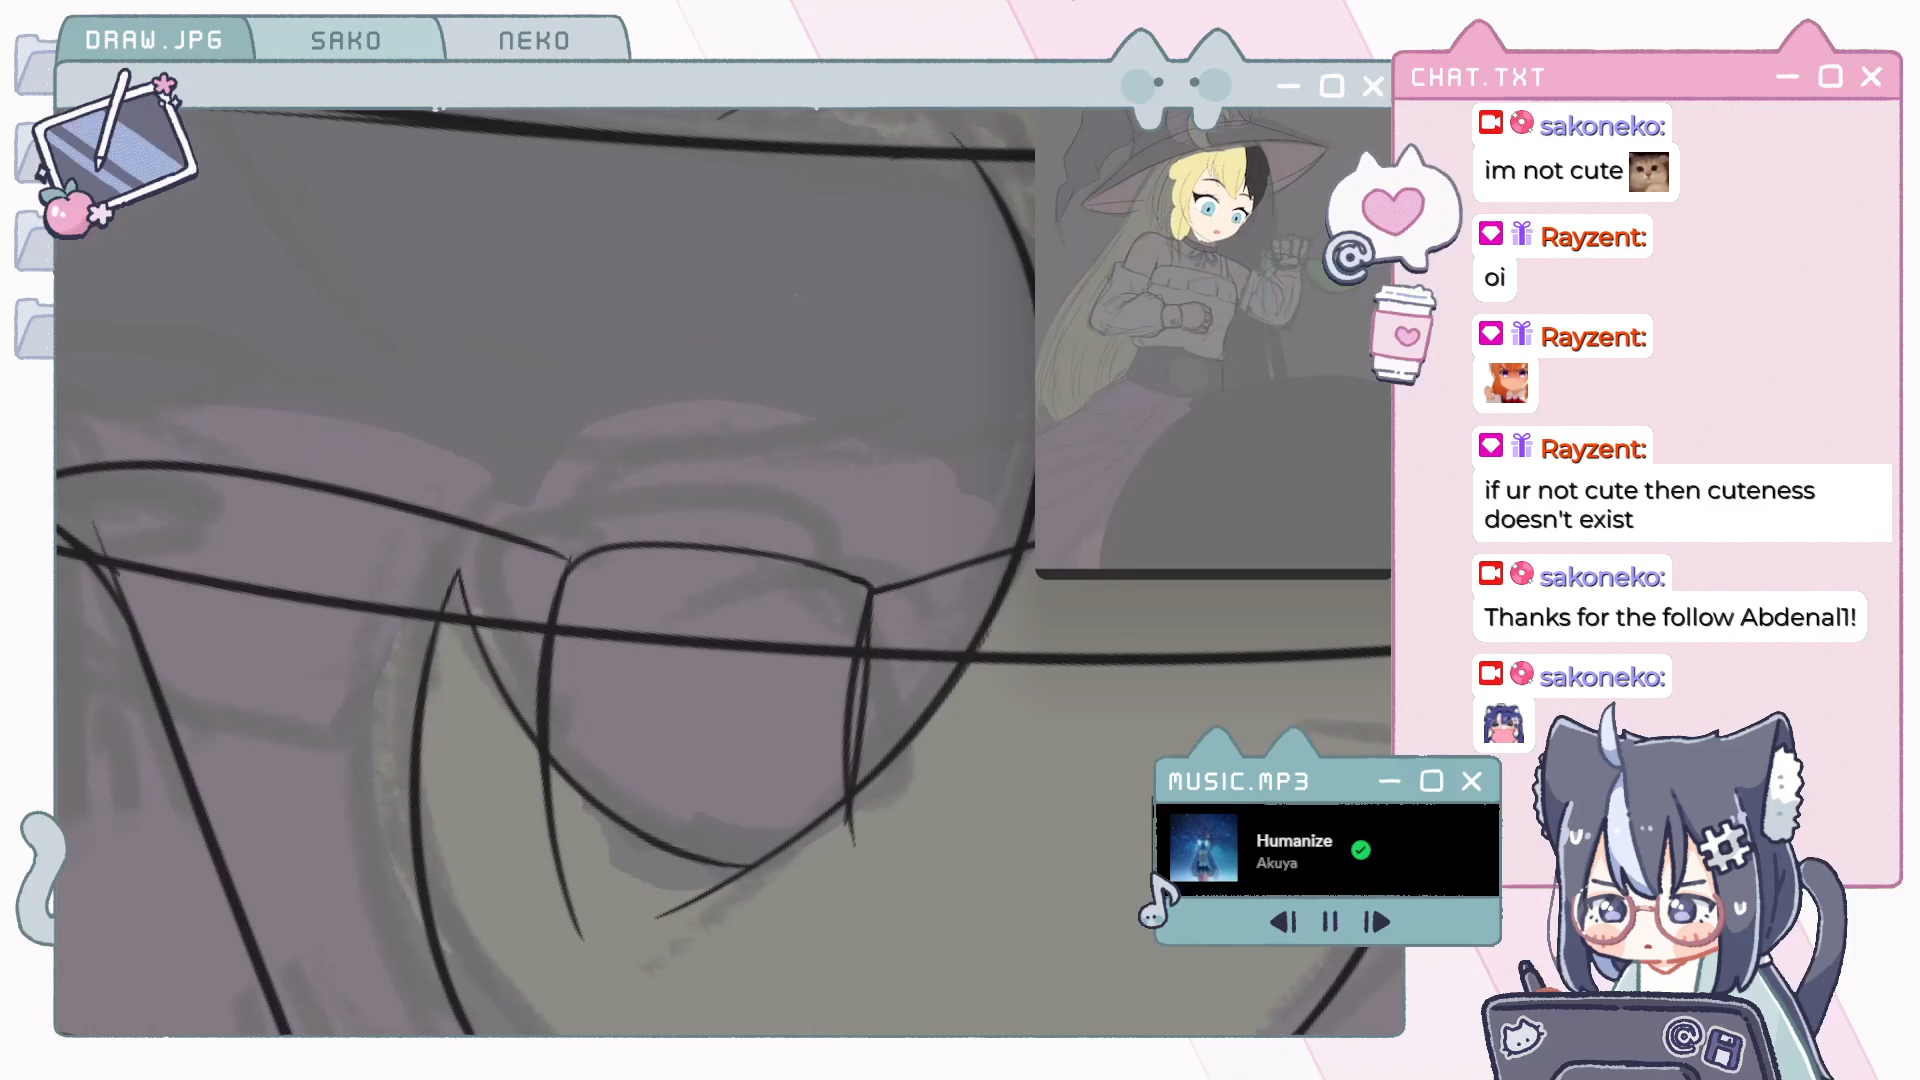 DRAW.JPG
SAKO
NEKO
CHAT.TXT
sakoneko:
im not cute
Rayzent:
oi
Rayzent:
Rayzent:
if ur not cute then cuteness
doesn't exist
sakoneko:
Thanks for the follow Abdenal1!
sakoneko:
MUSIC.MP3
Humanize
Akuya
@
@